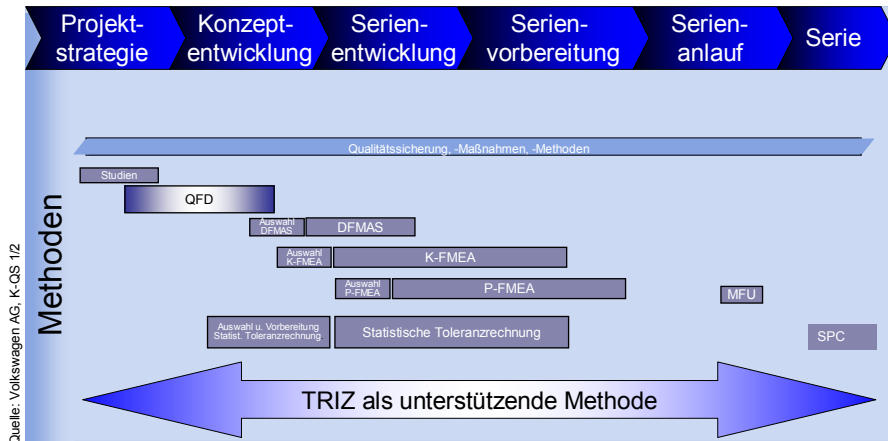 Projekt-
strategie
Konzept-
entwicklung
Serien-
entwicklung
Serien-
vorbereitung
Serien-
anlauf
Serie
Qualitätssicherung, -Maßnahmen, -Methoden
Studien
QFD
Auswahl
DFMAS
DFMAS
Auswahl
K-FMEA
K-FMEA
Auswahl
P-FMEA
P-FMEA
MFU
Auswahl u. Vorbereitung
Statist. Toleranzrechnung.
Statistische Toleranzrechnung
SPC
TRIZ als unterstützende Methode
Methoden
Quelle: Volkswagen AG, K-QS 1/2